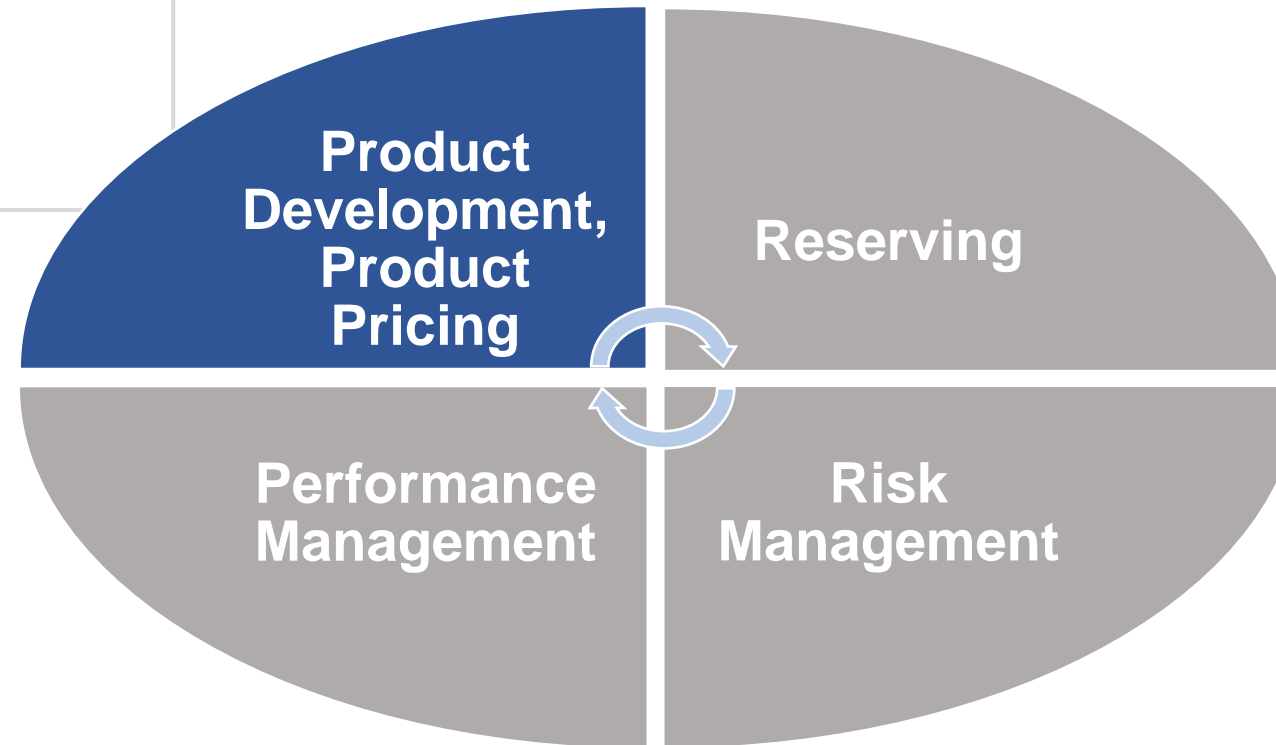 Product
Development,
Product
Pricing
Reserving
Performance
Management
Risk
Management